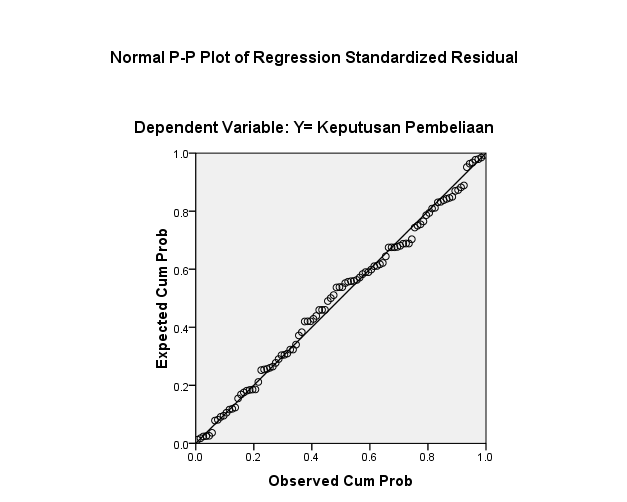 Normal P-P Plot of Regression Standardized Residual
Dependent Variable: Y= Keputusan Pembeliaan
Expected Cum Prob
1.0
0.8
0.6
0.4
0.2
0.0
0.0 0.2 0.4 0.6 0.8 1.0
Observed Cum Prob